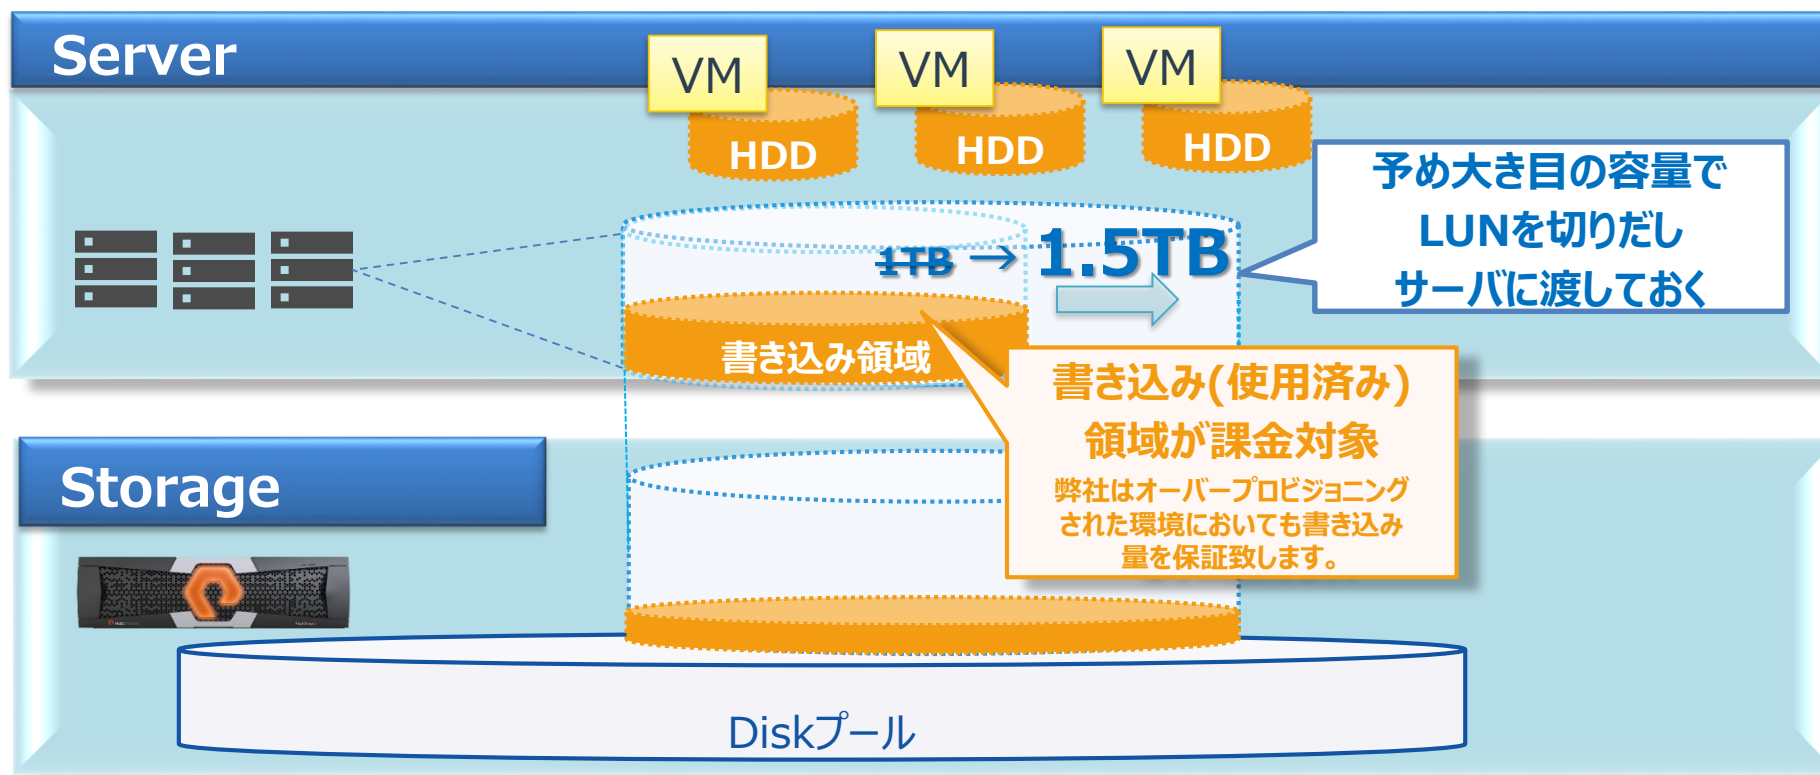 Server
VM
VM
VM
HDD
HDD
HDD
予め大き目の容量で
LUNを切りだし
サーバに渡しておく
1TB → 1.5TB
書き込み領域
書き込み(使用済み)
領域が課金対象
弊社はオーバープロビジョニング
された環境においても書き込み
量を保証致します。
Storage
Diskプール